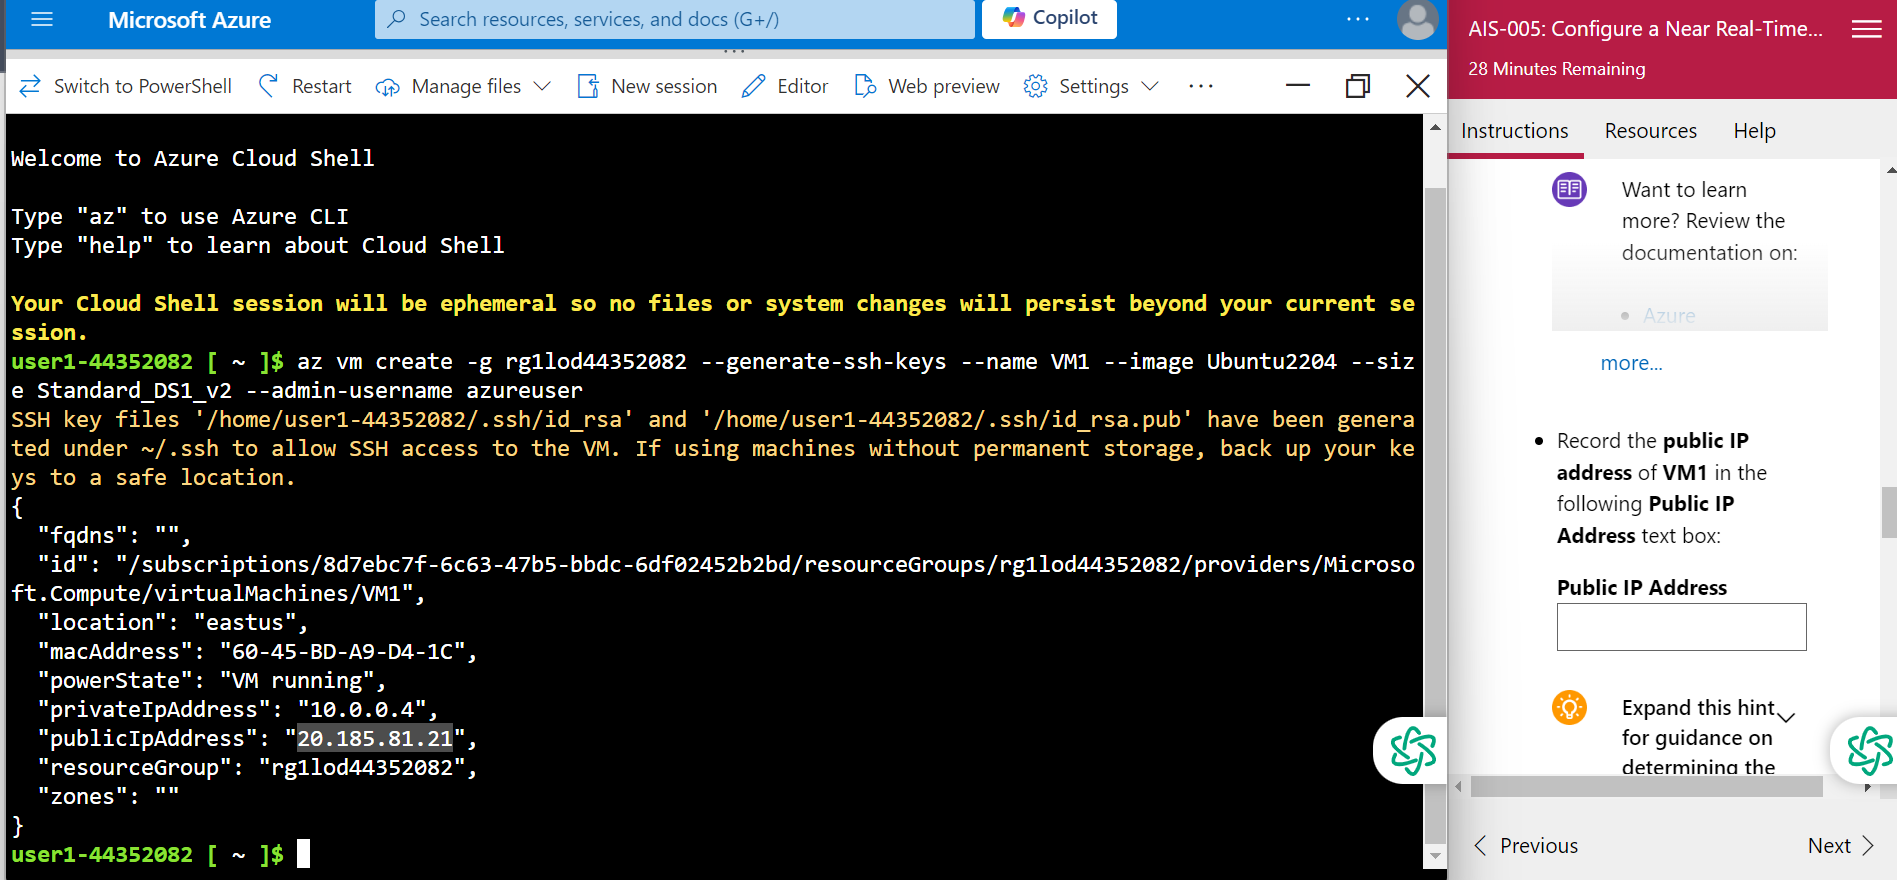 Microsoft Azure
Search resources, services, and docs (G+/)
Copilot
Switch to PowerShell
Restart
Manage files
New session
Editor
Web preview
Settings
Welcome to Azure Cloud Shell
Type "az" to use Azure CLI
Type "help" to learn about Cloud Shell
Your Cloud Shell session will be ephemeral so no files or system changes will persist beyond your current se
ssion.
user1-44352082 [ ~ ]$ az vm create -g rg1lod44352082 --generate-ssh-keys --name VM1 --image Ubuntu2204 --siz
e Standard_DS1_v2 --admin-username azureuser
SSH key files '/home/user1-44352082/.ssh/id_rsa' and '/home/user1-44352082/.ssh/id_rsa.pub' have been genera
ted under ~/.ssh to allow SSH access to the VM. If using machines without permanent storage, back up your ke
ys to a safe location.
{
"fqdns": "",
"id": "/subscriptions/8d7ebc7f-6c63-47b5-bbdc-6df02452b2bd/resourceGroups/rg1lod44352082/providers/Microso
ft.Compute/virtualMachines/VM1",
"location": "eastus",
"macAddress": "60-45-BD-A9-D4-1C",
"powerState": "VM running",
"privateIpAddress": "10.0.0.4",
"publicIpAddress": "20.185.81.21",
"resourceGroup": "rg1lod44352082",
"zones": ""
}
user1-44352082 [ ~ ]$
AIS-005: Configure a Near Real-Time...
28 Minutes Remaining
Instructions
Resources
Help
Want to learn
more? Review the
documentation on:
• Azure
more...
• Record the public IP
address of VM1 in the
following Public IP
Address text box:
Public IP Address
Expand this hint
for guidance on
determining the
Previous
Next